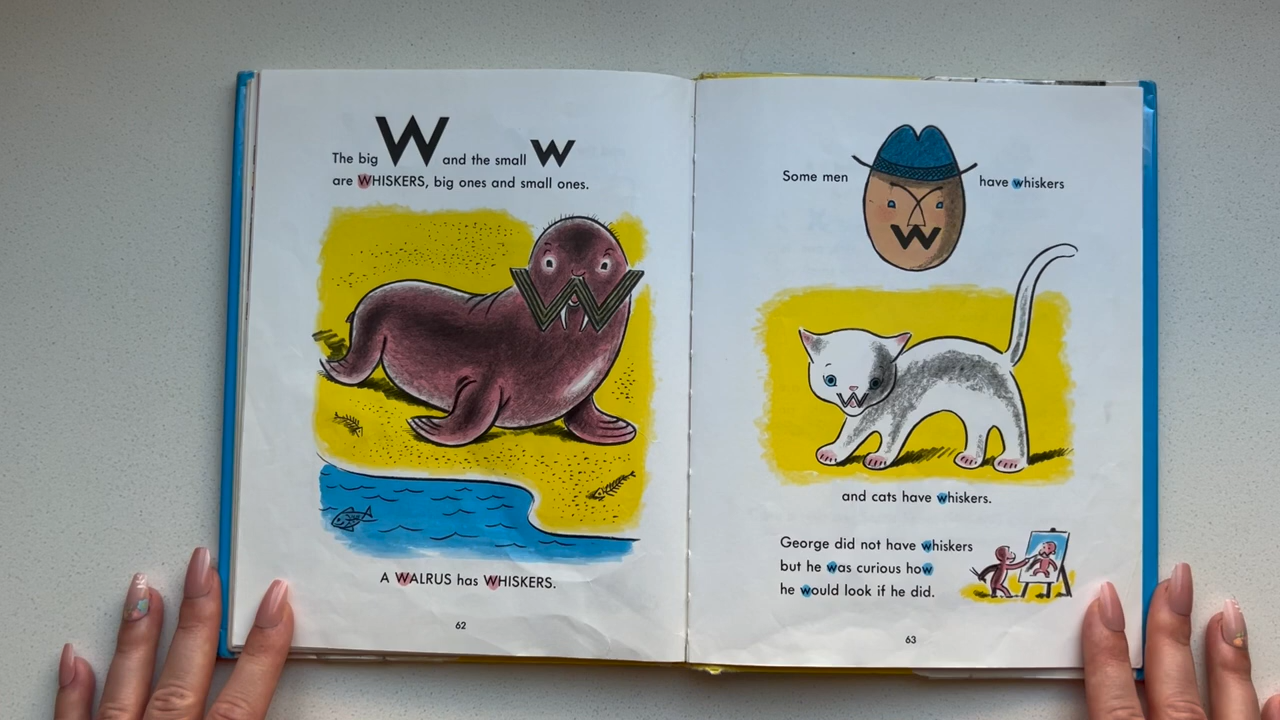 The big W and the small w
are WHISKERS, big ones and small ones.
A WALRUS has WHISKERS.
62
Some men have whiskers
and cats have whiskers.
George did not have whiskers
but he was curious how
he would look if he did.
63